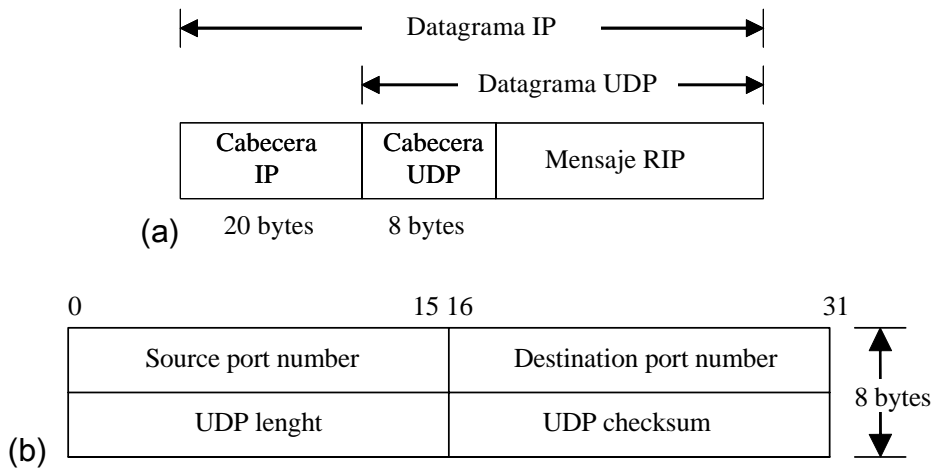 Datagrama IP
Datagrama UDP
Cabecera IP
Cabecera UDP
Mensaje RIP
20 bytes
8 bytes
(a)
0
15 16
31
Source port number
Destination port number
UDP lenght
UDP checksum
8 bytes
(b)